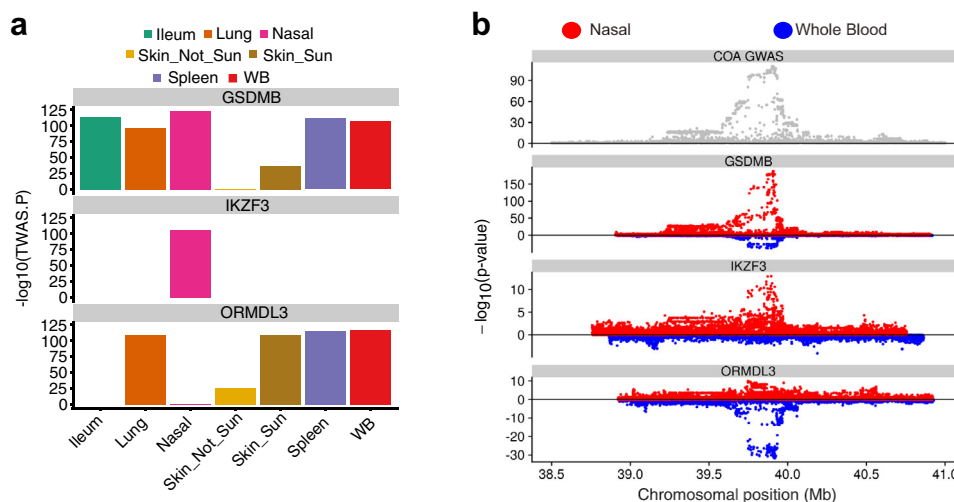 a
Ileum Lung Nasal
Skin_Not_Sun Skin_Sun
Spleen WB
-log10(TWAS.P)
GSDMB
125
100
75
50
25
0
IKZF3
125
100
75
50
25
0
ORMDL3
125
100
75
50
25
0
Ileum
Lung
Nasal
Skin_Not_Sun
Skin_Sun
Spleen
WB
b
Nasal Whole Blood
−log10(p-value)
COA GWAS
90
60
30
0
GSDMB
150
100
50
0
IKZF3
10
5
0
ORMDL3
10
0
-10
-20
-30
38.5 39.0 39.5 40.0 40.5 41.0
Chromosomal position (Mb)